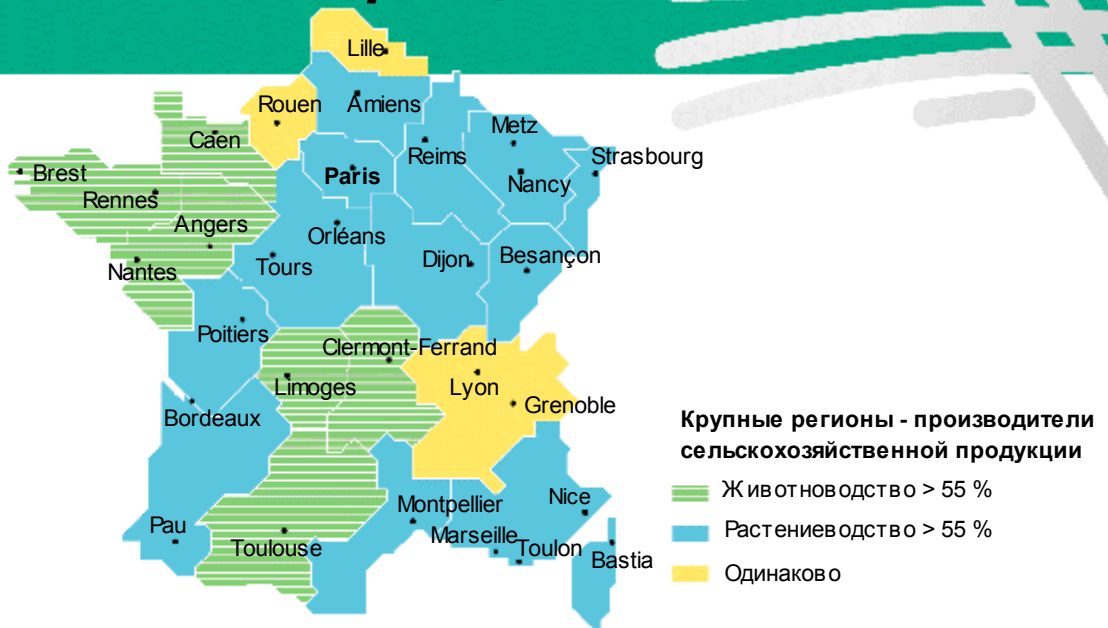 Lille
Rouen
Amiens
Caen
Metz
Reims
Strasbourg
Brest
Paris
Nancy
Rennes
Angers
Orléans
Nantes
Tours
Dijon
Besançon
Poitiers
Clermont-Ferrand
Limoges
Lyon
Grenoble
Bordeaux
Крупные регионы - производители
сельскохозяйственной продукции
Животноводство > 55 %
Montpellier
Nice
Pau
Marseille
Растениеводство > 55 %
Toulouse
Toulon
Bastia
Одинаково